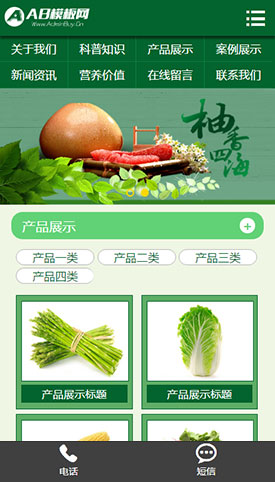 AB模板网
Www.AdminBuy.Cn
关于我们 科普知识 产品展示 案例展示
新闻资讯 营养价值 在线留言 联系我们
柚香四海
产品展示
产品一类 产品二类 产品三类
产品四类
产品展示标题 产品展示标题
电话 短信